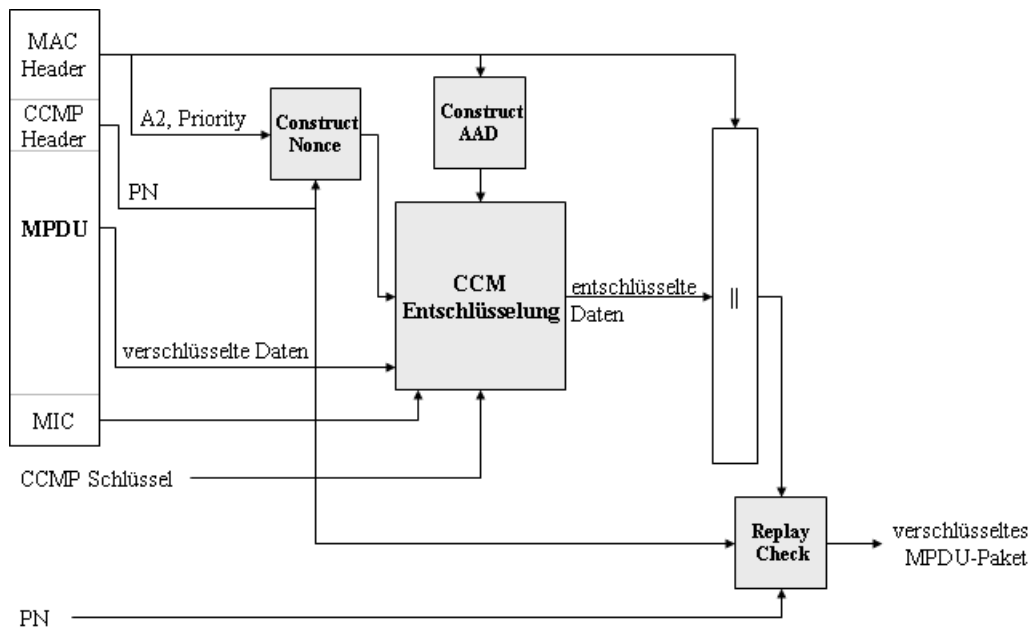 MAC
Header
CCMP
Header
A2, Priority
Construct
Nonce
Construct
AAD
PN
MPDU
CCM
Entschlüsselung
entschlüsselte
Daten
||
verschlüsselte Daten
MIC
CCMP Schlüssel
Replay
Check
verschlüsseltes
MPDU-Paket
PN